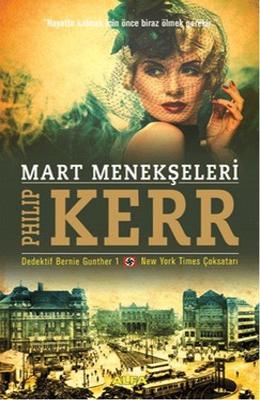 "Hayatta kalmak için önce biraz ölmek gerekir."
MART MENEKŞELERİ
PHILIP
KERR
Dedektif Bernie Gunther 1 New York Times Çoksatarı
ALFA